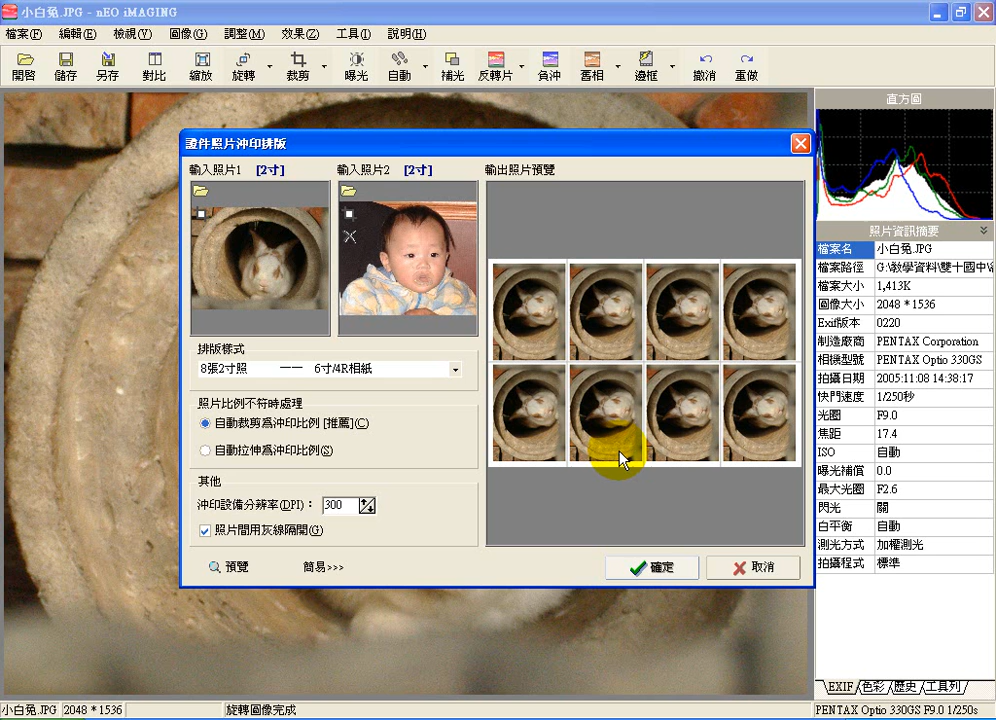 小白兔.JPG - nEO iMAGING
檔案(F) 編輯(E) 檢視(V) 圖像(G) 調整(M) 效果(Z) 工具(I) 說明(H)
開啓 儲存 另存 對比 縮放 旋轉 裁剪 曝光 自動 補光 反轉片 負沖 舊相 邊框 撤消 重做
直方圖
證件照片沖印排版
輸入照片1 [2寸] 輸入照片2 [2寸] 輸出照片預覽
排版樣式
8張2寸照 一一 6寸/4R相紙
照片比例不符時處理
自動裁剪爲沖印比例 [推薦](C)
自動拉伸爲沖印比例(S)
其他
沖印設備分辨率(DPI)： 300
照片間用灰線隔開(G)
預覽 簡易>>> 確定 取消
照片資訊摘要
檔案名 小白兔.JPG
檔案路徑 G:\教學資料\雙十國中\
檔案大小 1,413K
圖像大小 2048 * 1536
Exif版本 0220
制造廠商 PENTAX Corporation
相機型號 PENTAX Optio 330GS
拍攝日期 2005:11:08 14:38:17
快門速度 1/250秒
光圈 F9.0
焦距 17.4
ISO 自動
曝光補償 0.0
最大光圈 F2.6
閃光 關
白平衡 自動
測光方式 加權測光
拍攝程式 標準
EXIF 色彩 歷史 工具列
小白兔.JPG 2048 * 1536 旋轉圖像完成 PENTAX Optio 330GS F9.0 1/250s